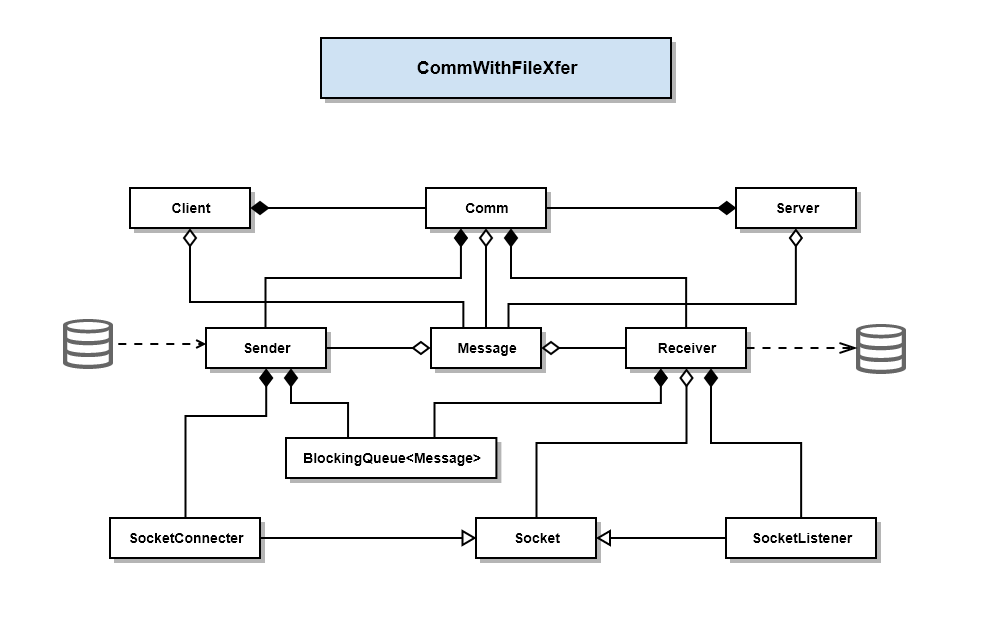 CommWithFileXfer
Client
Comm
Server
Sender
Message
Receiver
BlockingQueue<Message>
SocketConnecter
Socket
SocketListener